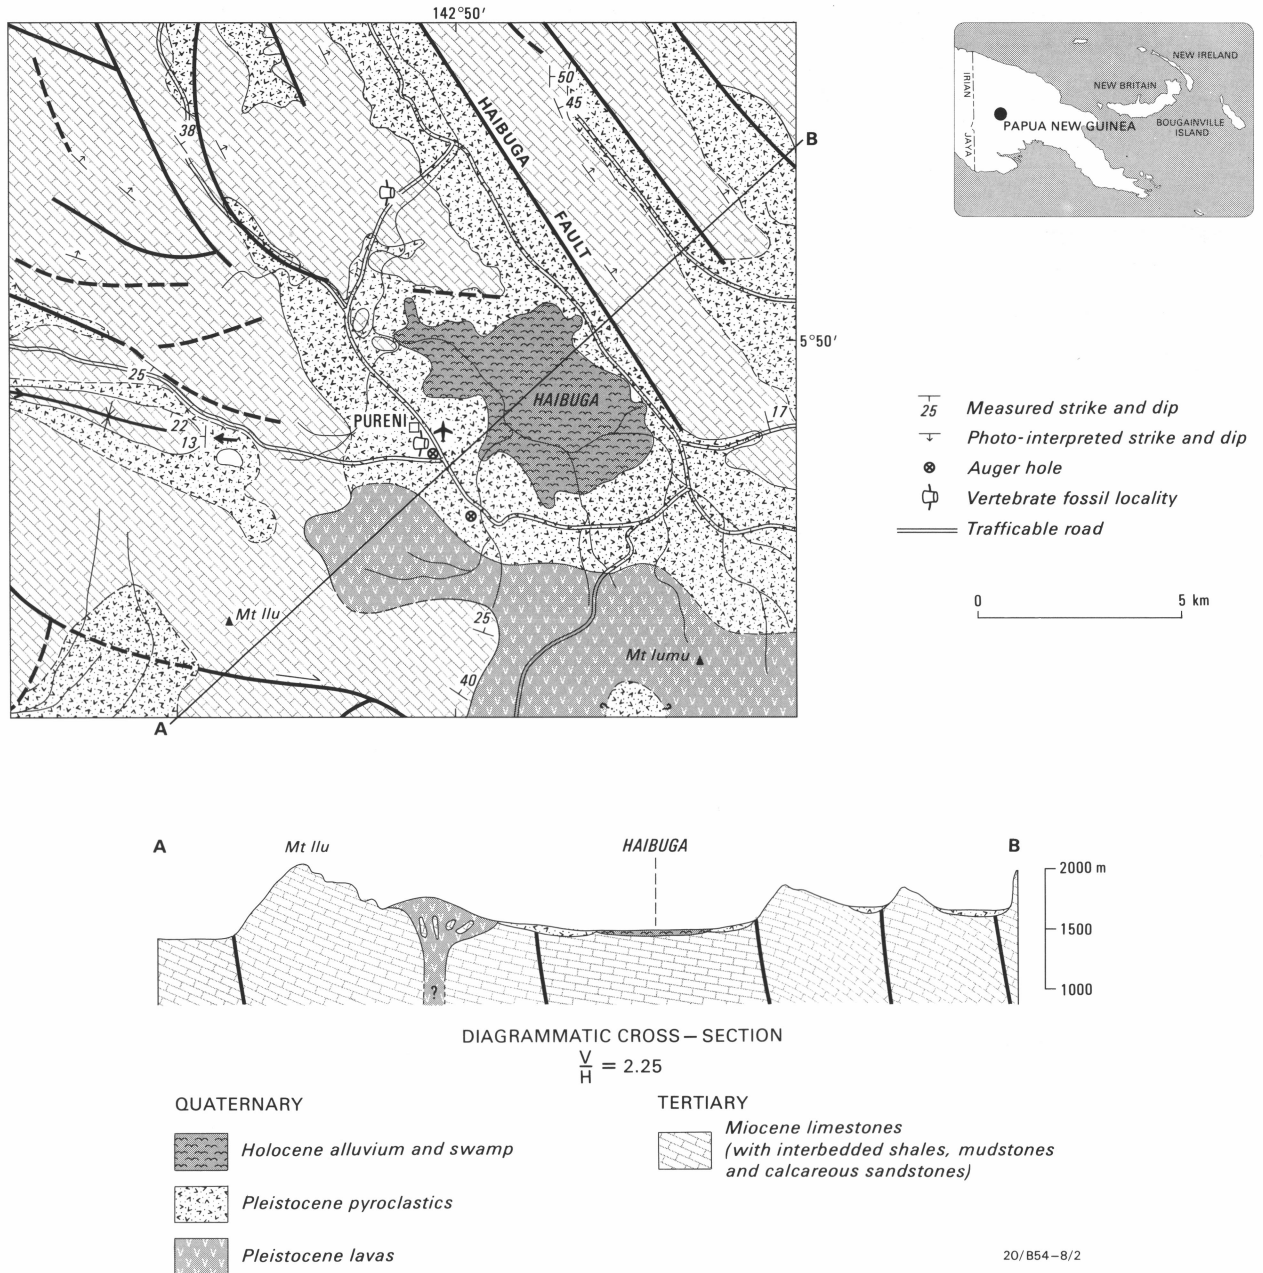 142°50'
B
5°50'
HAIBUGA
FAULT
50
45
38
HAIBUGA
PURENI
17
25
22
13
Mt Ilu
25
Mt Iumu
40
A
IRIAN - JAYA
NEW IRELAND
NEW BRITAIN
PAPUA NEW GUINEA
BOUGAINVILLE
ISLAND
25 Measured strike and dip
Photo-interpreted strike and dip
Auger hole
Vertebrate fossil locality
Trafficable road
0 5 km
A
Mt Ilu
HAIBUGA
B
2000 m
1500
1000
?
DIAGRAMMATIC CROSS—SECTION
V/H = 2.25
QUATERNARY
Holocene alluvium and swamp
Pleistocene pyroclastics
Pleistocene lavas
TERTIARY
Miocene limestones
(with interbedded shales, mudstones
and calcareous sandstones)
20/B54-8/2